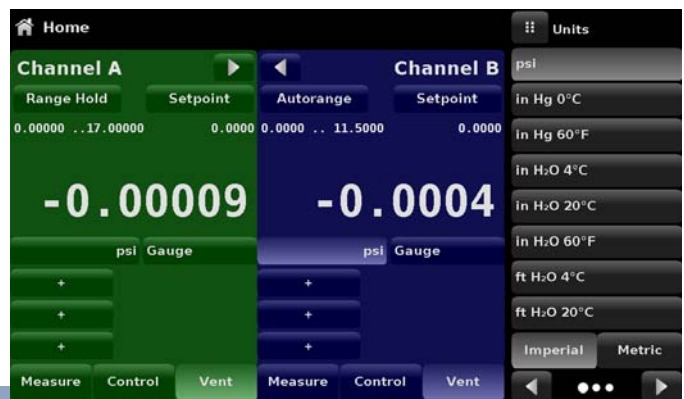 Home
Channel A
Range Hold Setpoint
0.00000 ..17.00000 0.0000
-0.00009
psi Gauge
+
+
+
Measure Control Vent
Channel B
Autorange Setpoint
0.0000 .. 11.5000 0.0000
-0.0004
psi Gauge
+
+
+
Measure Control Vent
Units
psi
in Hg 0°C
in Hg 60°F
in H₂O 4°C
in H₂O 20°C
in H₂O 60°F
ft H₂O 4°C
ft H₂O 20°C
Imperial Metric